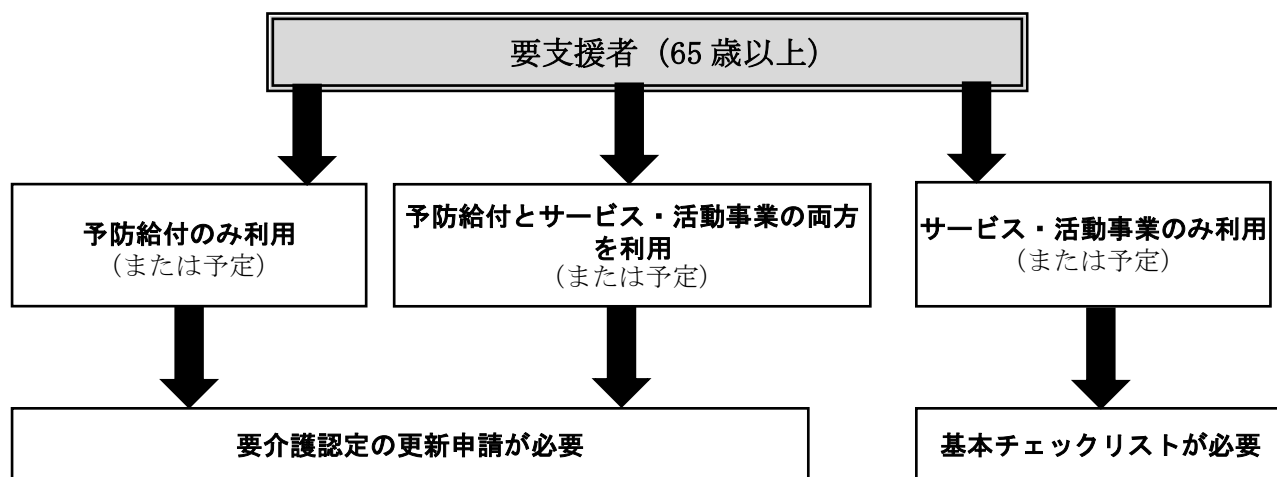 要支援者（65 歳以上）
予防給付のみ利用
（または予定）
予防給付とサービス・活動事業の両方
を利用
（または予定）
サービス・活動事業のみ利用
（または予定）
要介護認定の更新申請が必要
基本チェックリストが必要